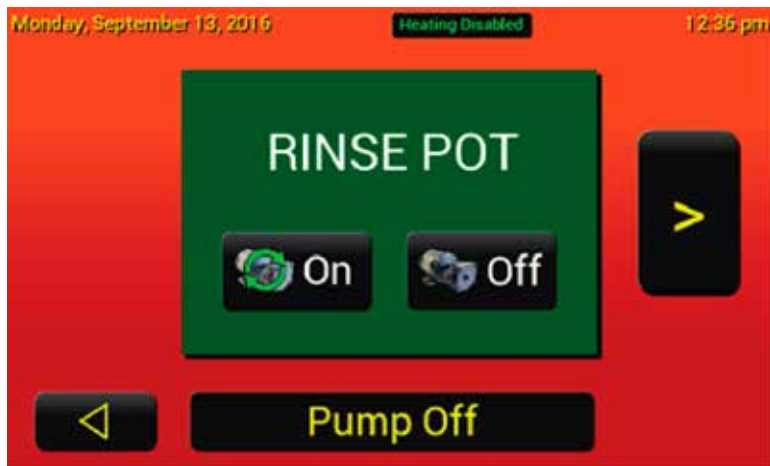 Monday, September 13, 2016 Heating Disabled 12:36 pm
RINSE POT
On Off
>
Pump Off